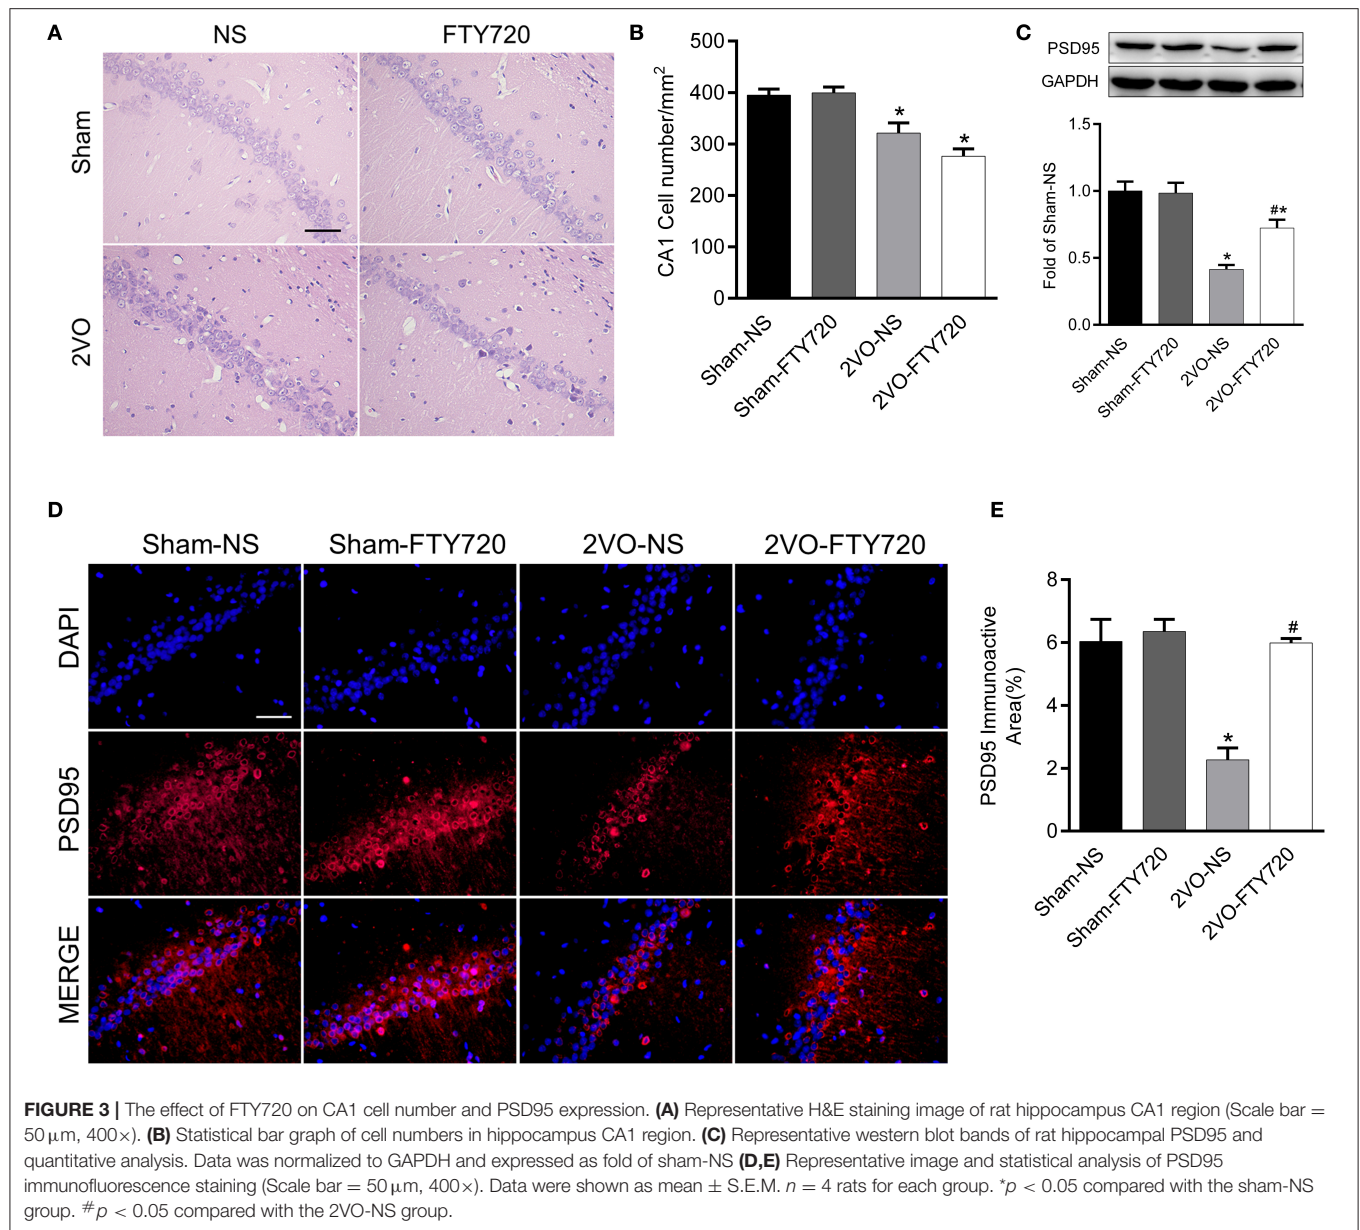 A
NS
FTY720
Sham
2VO
B
CA1 Cell number/mm2
500
400
300
200
100
0
*
*
Sham-NS
Sham-FTY720
2VO-NS
2VO-FTY720
C
PSD95
GAPDH
Fold of Sham-NS
1.5
1.0
0.5
0.0
*
#*
Sham-NS
Sham-FTY720
2VO-NS
2VO-FTY720
D
Sham-NS
Sham-FTY720
2VO-NS
2VO-FTY720
DAPI
PSD95
MERGE
E
PSD95 Immunoactive
Area(%)
8
6
4
2
0
*
#
Sham-NS
Sham-FTY720
2VO-NS
2VO-FTY720
FIGURE 3 | The effect of FTY720 on CA1 cell number and PSD95 expression. (A) Representative H&E staining image of rat hippocampus CA1 region (Scale bar =
50 μm, 400×). (B) Statistical bar graph of cell numbers in hippocampus CA1 region. (C) Representative western blot bands of rat hippocampal PSD95 and
quantitative analysis. Data was normalized to GAPDH and expressed as fold of sham-NS (D,E) Representative image and statistical analysis of PSD95
immunofluorescence staining (Scale bar = 50 μm, 400×). Data were shown as mean ± S.E.M. n = 4 rats for each group. *p < 0.05 compared with the sham-NS
group. #p < 0.05 compared with the 2VO-NS group.